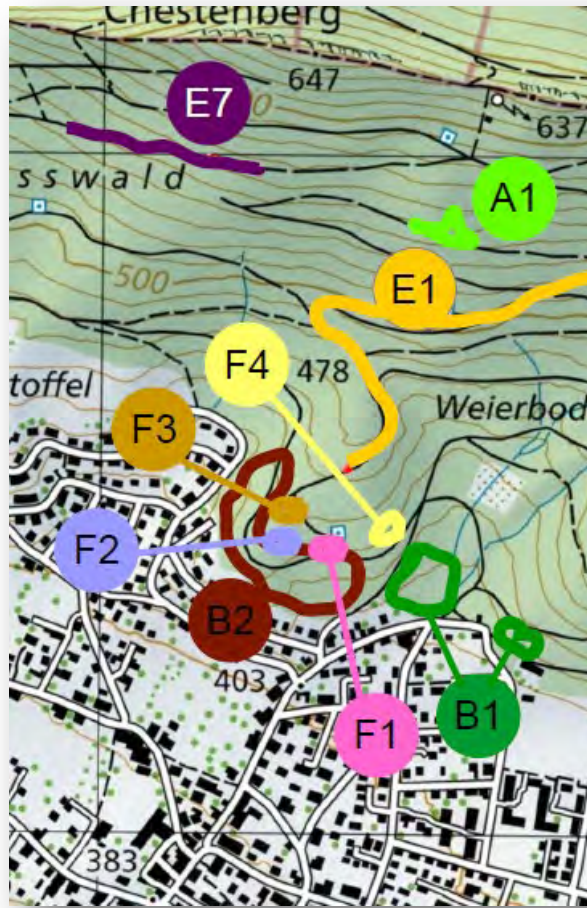 Chestenberg
647
E7
637
sswald
A1
500
E1
F4
478
toffel
Weierbod
F3
F2
B2
403
B1
F1
383